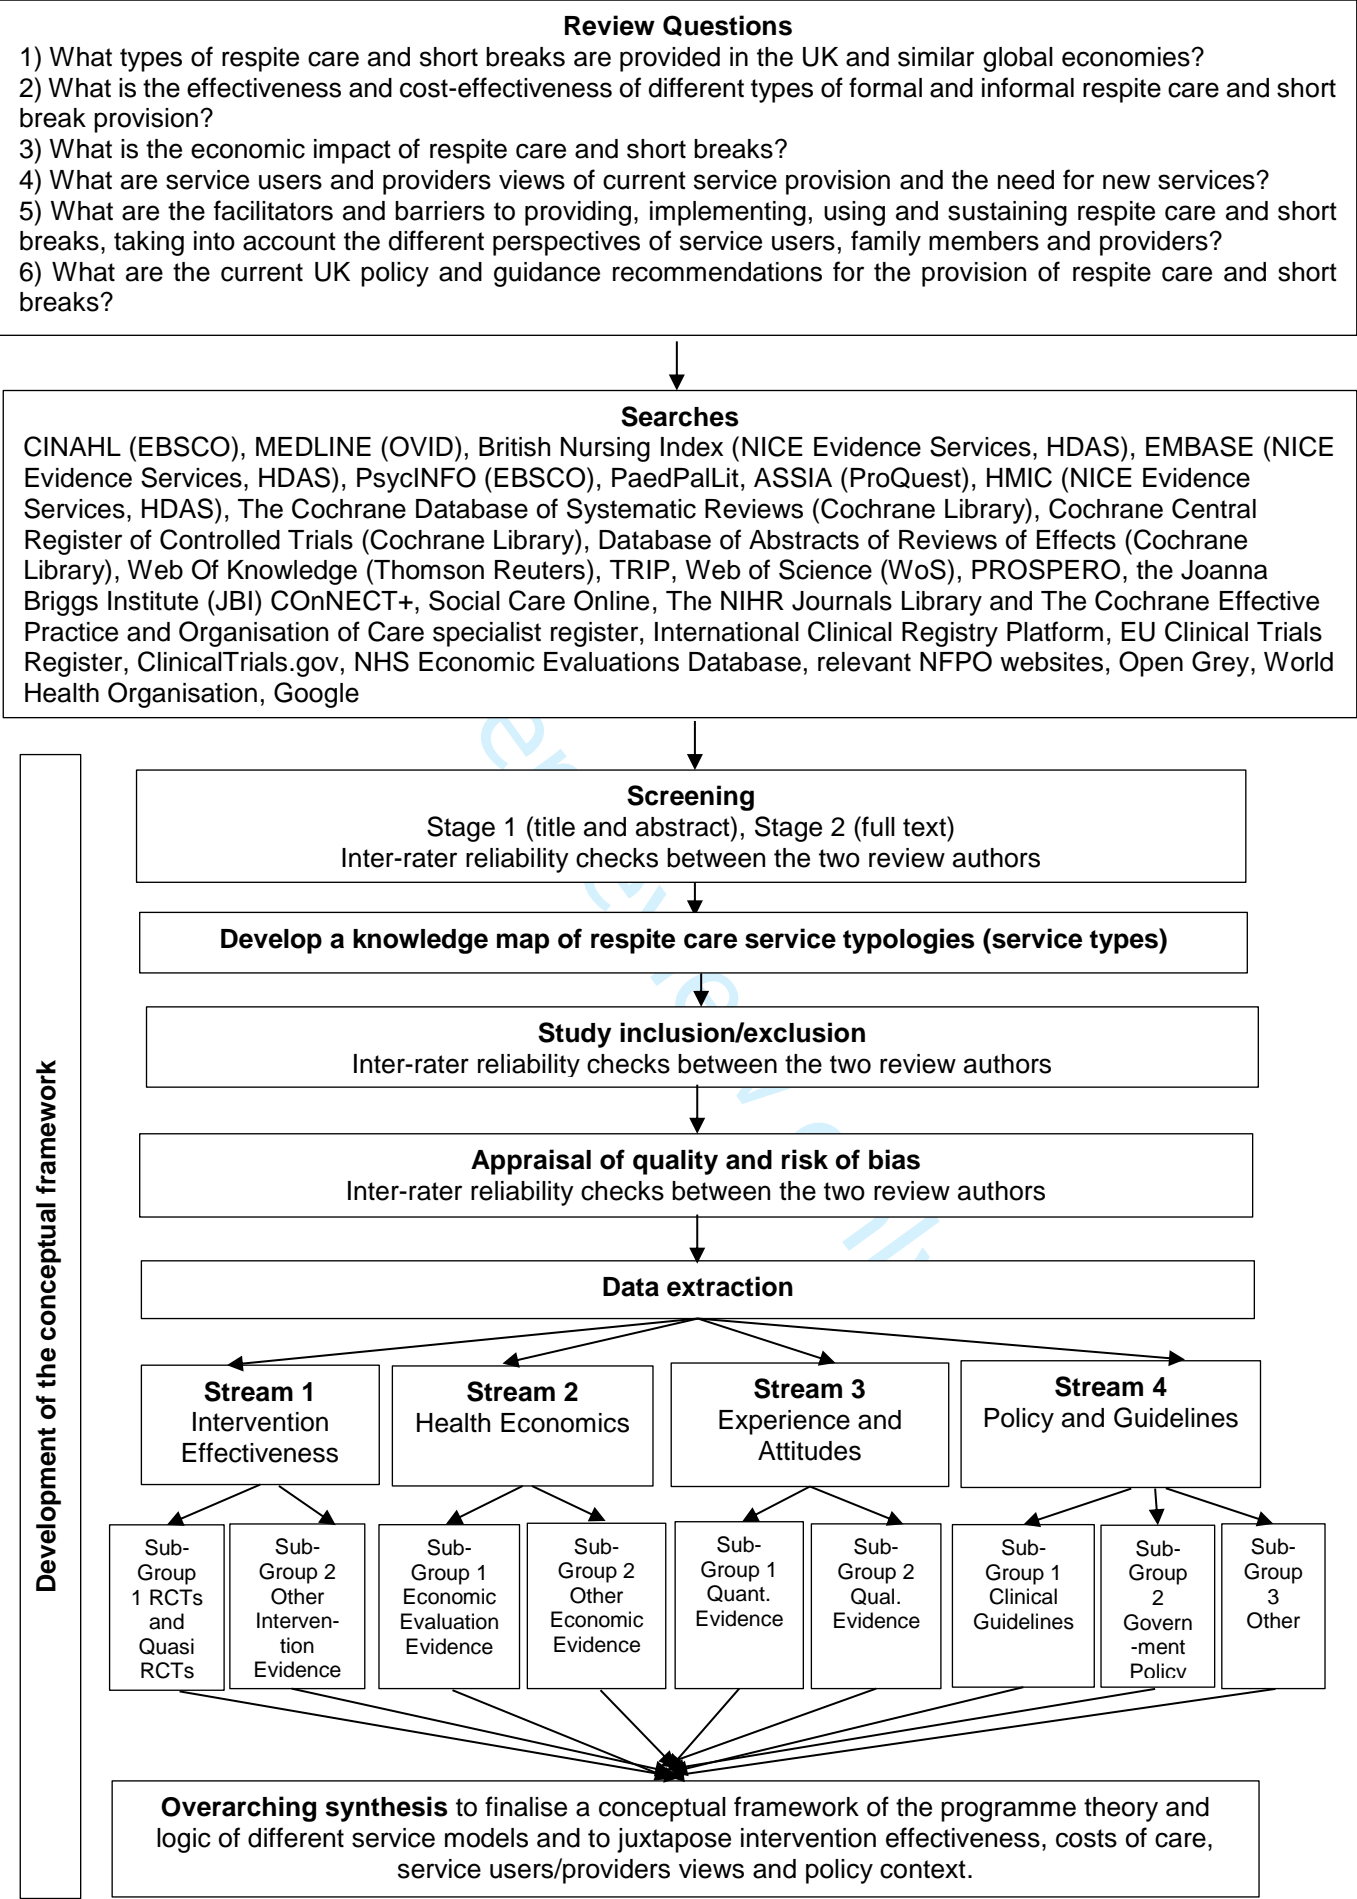 Review Questions
1) What types of respite care and short breaks are provided in the UK and similar global economies?
2) What is the effectiveness and cost-effectiveness of different types of formal and informal respite care and short
break provision?
3) What is the economic impact of respite care and short breaks?
4) What are service users and providers views of current service provision and the need for new services?
5) What are the facilitators and barriers to providing, implementing, using and sustaining respite care and short
breaks, taking into account the different perspectives of service users, family members and providers?
6) What are the current UK policy and guidance recommendations for the provision of respite care and short
breaks?
Searches
CINAHL (EBSCO), MEDLINE (OVID), British Nursing Index (NICE Evidence Services, HDAS), EMBASE (NICE
Evidence Services, HDAS), PsycINFO (EBSCO), PaedPalLit, ASSIA (ProQuest), HMIC (NICE Evidence
Services, HDAS), The Cochrane Database of Systematic Reviews (Cochrane Library), Cochrane Central
Register of Controlled Trials (Cochrane Library), Database of Abstracts of Reviews of Effects (Cochrane
Library), Web Of Knowledge (Thomson Reuters), TRIP, Web of Science (WoS), PROSPERO, the Joanna
Briggs Institute (JBI) COnNECT+, Social Care Online, The NIHR Journals Library and The Cochrane Effective
Practice and Organisation of Care specialist register, International Clinical Registry Platform, EU Clinical Trials
Register, ClinicalTrials.gov, NHS Economic Evaluations Database, relevant NFPO websites, Open Grey, World
Health Organisation, Google
Development of the conceptual framework
Screening
Stage 1 (title and abstract), Stage 2 (full text)
Inter-rater reliability checks between the two review authors
Develop a knowledge map of respite care service typologies (service types)
Study inclusion/exclusion
Inter-rater reliability checks between the two review authors
Appraisal of quality and risk of bias
Inter-rater reliability checks between the two review authors
Data extraction
Stream 1
Intervention
Effectiveness
Stream 2
Health Economics
Stream 3
Experience and
Attitudes
Stream 4
Policy and Guidelines
Sub-
Group
1 RCTs
and
Quasi
RCTs
Sub-
Group 2
Other
Interven-
tion
Evidence
Sub-
Group 1
Economic
Evaluation
Evidence
Sub-
Group 2
Other
Economic
Evidence
Sub-
Group 1
Quant.
Evidence
Sub-
Group 2
Qual.
Evidence
Sub-
Group 1
Clinical
Guidelines
Sub-
Group
2
Govern
-ment
Policy
Sub-
Group
3
Other
Overarching synthesis to finalise a conceptual framework of the programme theory and
logic of different service models and to juxtapose intervention effectiveness, costs of care,
service users/providers views and policy context.